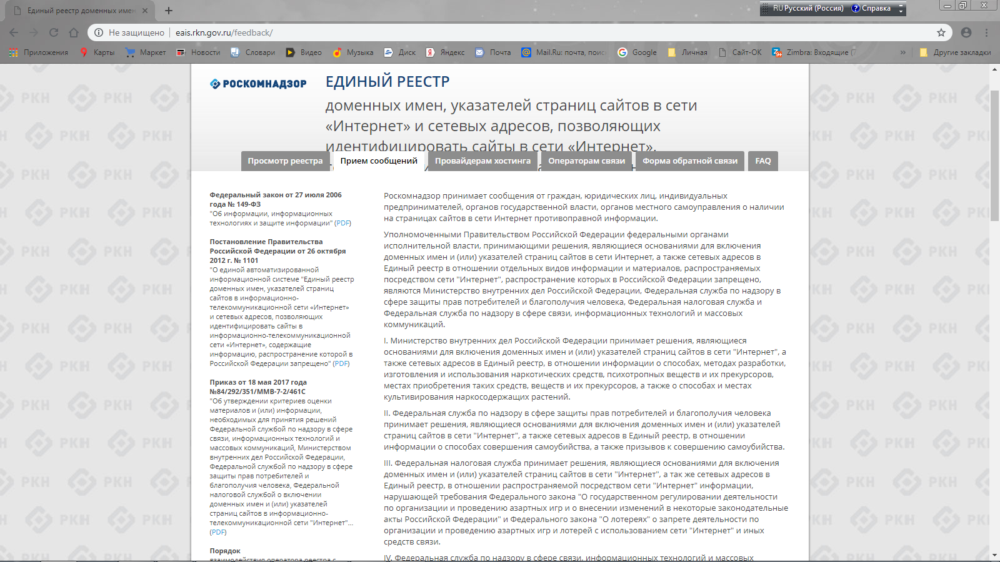 Единый реестр доменных имен
RU Русский (Россия) Справка
Не защищено eais.rkn.gov.ru/feedback/
Приложения Карты Маркет Новости Словари Видео Музыка Диск Яндекс Почта Mail.Ru: почта, поис Google Личная Сайт-ОК Zimbra: Входящие (7 » Другие закладки
РОСКОМНАДЗОР
ЕДИНЫЙ РЕЕСТР
доменных имен, указателей страниц сайтов в сети
«Интернет» и сетевых адресов, позволяющих
идентифицировать сайты в сети «Интернет»,
Просмотр реестра Прием сообщений Провайдерам хостинга Операторам связи Форма обратной связи FAQ
Федеральный закон от 27 июля 2006
года № 149-ФЗ
"Об информации, информационных
технологиях и защите информации" (PDF)
Постановление Правительства
Российской Федерации от 26 октября
2012 г. № 1101
"О единой автоматизированной
информационной системе "Единый реестр
доменных имен, указателей страниц
сайтов в информационно-
телекоммуникационной сети «Интернет»
и сетевых адресов, позволяющих
идентифицировать сайты в
информационно-телекоммуникационной
сети «Интернет», содержащие
информацию, распространение которой в
Российской Федерации запрещено" (PDF)
Приказ от 18 мая 2017 года
№84/292/351/ММВ-7-2/461С
"Об утверждении критериев оценки
материалов и (или) информации,
необходимых для принятия решений
Федеральной службой по надзору в сфере
связи, информационных технологий и
массовых коммуникаций, Министерством
внутренних дел Российской Федерации,
Федеральной службой по надзору в сфере
защиты прав потребителей и
благополучия человека, Федеральной
налоговой службой о включении
доменных имен и (или) указателей
страниц сайтов в информационно-
телекоммуникационной сети "Интернет"...
(PDF)
Порядок
взаимодействия оператора реестра с
Роскомнадзор принимает сообщения от граждан, юридических лиц, индивидуальных
предпринимателей, органов государственной власти, органов местного самоуправления о наличии
на страницах сайтов в сети Интернет противоправной информации.
Уполномоченными Правительством Российской Федерации федеральными органами
исполнительной власти, принимающими решения, являющиеся основаниями для включения
доменных имен и (или) указателей страниц сайтов в сети Интернет, а также сетевых адресов в
Единый реестр в отношении отдельных видов информации и материалов, распространяемых
посредством сети "Интернет", распространение которых в Российской Федерации запрещено,
являются Министерство внутренних дел Российской Федерации, Федеральная служба по надзору в
сфере защиты прав потребителей и благополучия человека, Федеральная налоговая служба и
Федеральная служба по надзору в сфере связи, информационных технологий и массовых
коммуникаций.
I. Министерство внутренних дел Российской Федерации принимает решения, являющиеся
основаниями для включения доменных имен и (или) указателей страниц сайтов в сети "Интернет", а
также сетевых адресов в Единый реестр, в отношении информации о способах, методах разработки,
изготовления и использования наркотических средств, психотропных веществ и их прекурсоров,
местах приобретения таких средств, веществ и их прекурсоров, а также о способах и местах
культивирования наркосодержащих растений.
II. Федеральная служба по надзору в сфере защиты прав потребителей и благополучия человека
принимает решения, являющиеся основаниями для включения доменных имен и (или) указателей
страниц сайтов в сети "Интернет", а также сетевых адресов в Единый реестр, в отношении
информации о способах совершения самоубийства, а также призывов к совершению самоубийства.
III. Федеральная налоговая служба принимает решения, являющиеся основаниями для включения
доменных имен и (или) указателей страниц сайтов в сети "Интернет", а так же сетевых адресов в
Единый реестр, в отношении распространяемой посредством сети "Интернет" информации,
нарушающей требования Федерального закона "О государственном регулировании деятельности
по организации и проведению азартных игр и о внесении изменений в некоторые законодательные
акты Российской Федерации" и Федерального закона "О лотереях" о запрете деятельности по
организации и проведению азартных игр и лотерей с использованием сети "Интернет" и иных
средств связи.
IV. Федеральная служба по надзору в сфере связи, информационных технологий и массовых